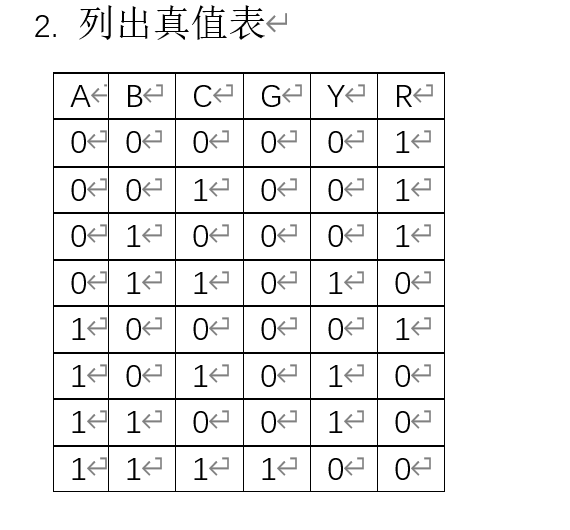 2. 列出真值表
A B C G Y R
0 0 0 0 0 1
0 0 1 0 0 1
0 1 0 0 0 1
0 1 1 0 1 0
1 0 0 0 0 1
1 0 1 0 1 0
1 1 0 0 1 0
1 1 1 1 0 0